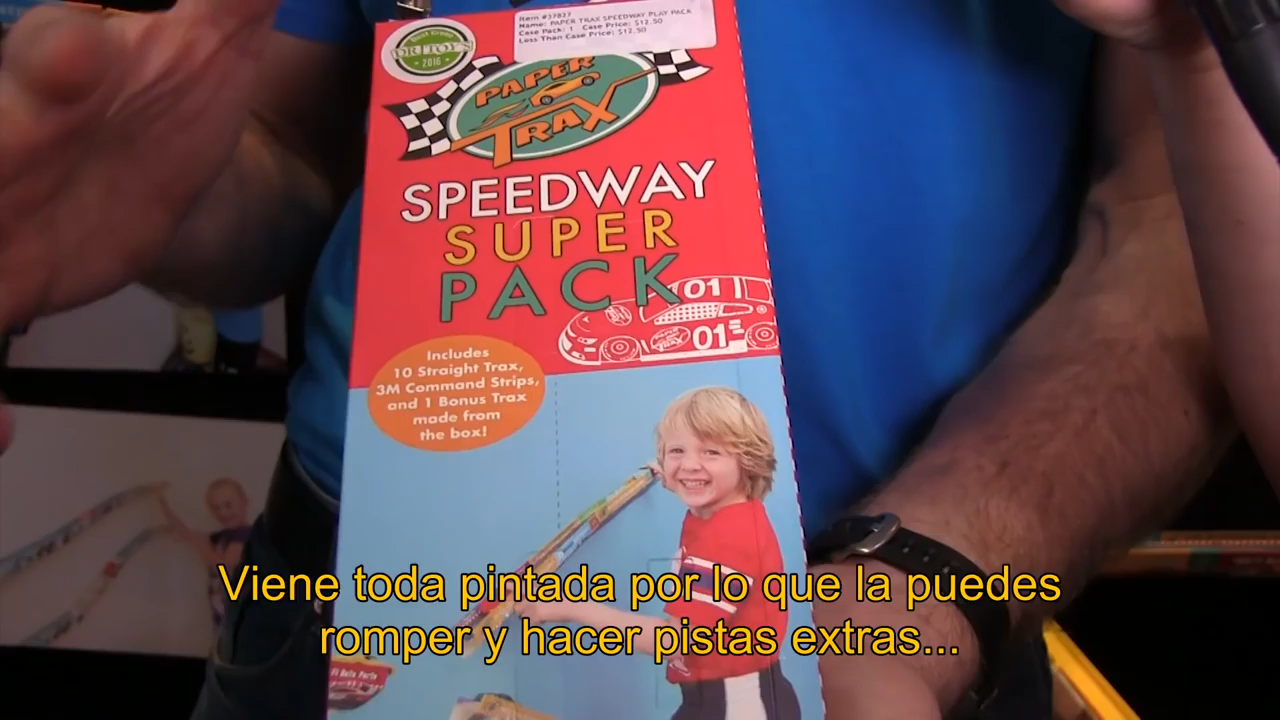 Item #37827
Name: PAPER TRAX SPEEDWAY PLAY PACK
Case Pack: 1 Case Price: $12.50
Less Than Case Price: $12.50
DR.TOY'S
2016
PAPER
TRAX
SPEEDWAY
SUPER
PACK
01
01
Includes
10 Straight Trax,
3M Command Strips,
and 1 Bonus Trax
made from
the box!
Viene toda pintada por lo que la puedes
romper y hacer pistas extras...